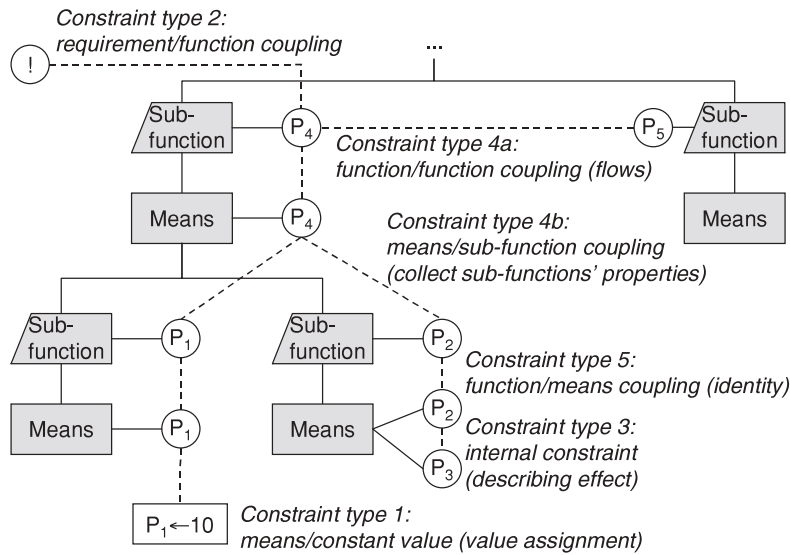 Constraint type 2:
requirement/function coupling
!
...
Sub-
function
P₄
P₅
Sub-
function
Constraint type 4a:
function/function coupling (flows)
Means
P₄
Means
Constraint type 4b:
means/sub-function coupling
(collect sub-functions’ properties)
Sub-
function
P₁
Sub-
function
P₂
Constraint type 5:
function/means coupling (identity)
Means
P₁
Means
P₂
Constraint type 3:
internal constraint
(describing effect)
P₃
P₁←10
Constraint type 1:
means/constant value (value assignment)